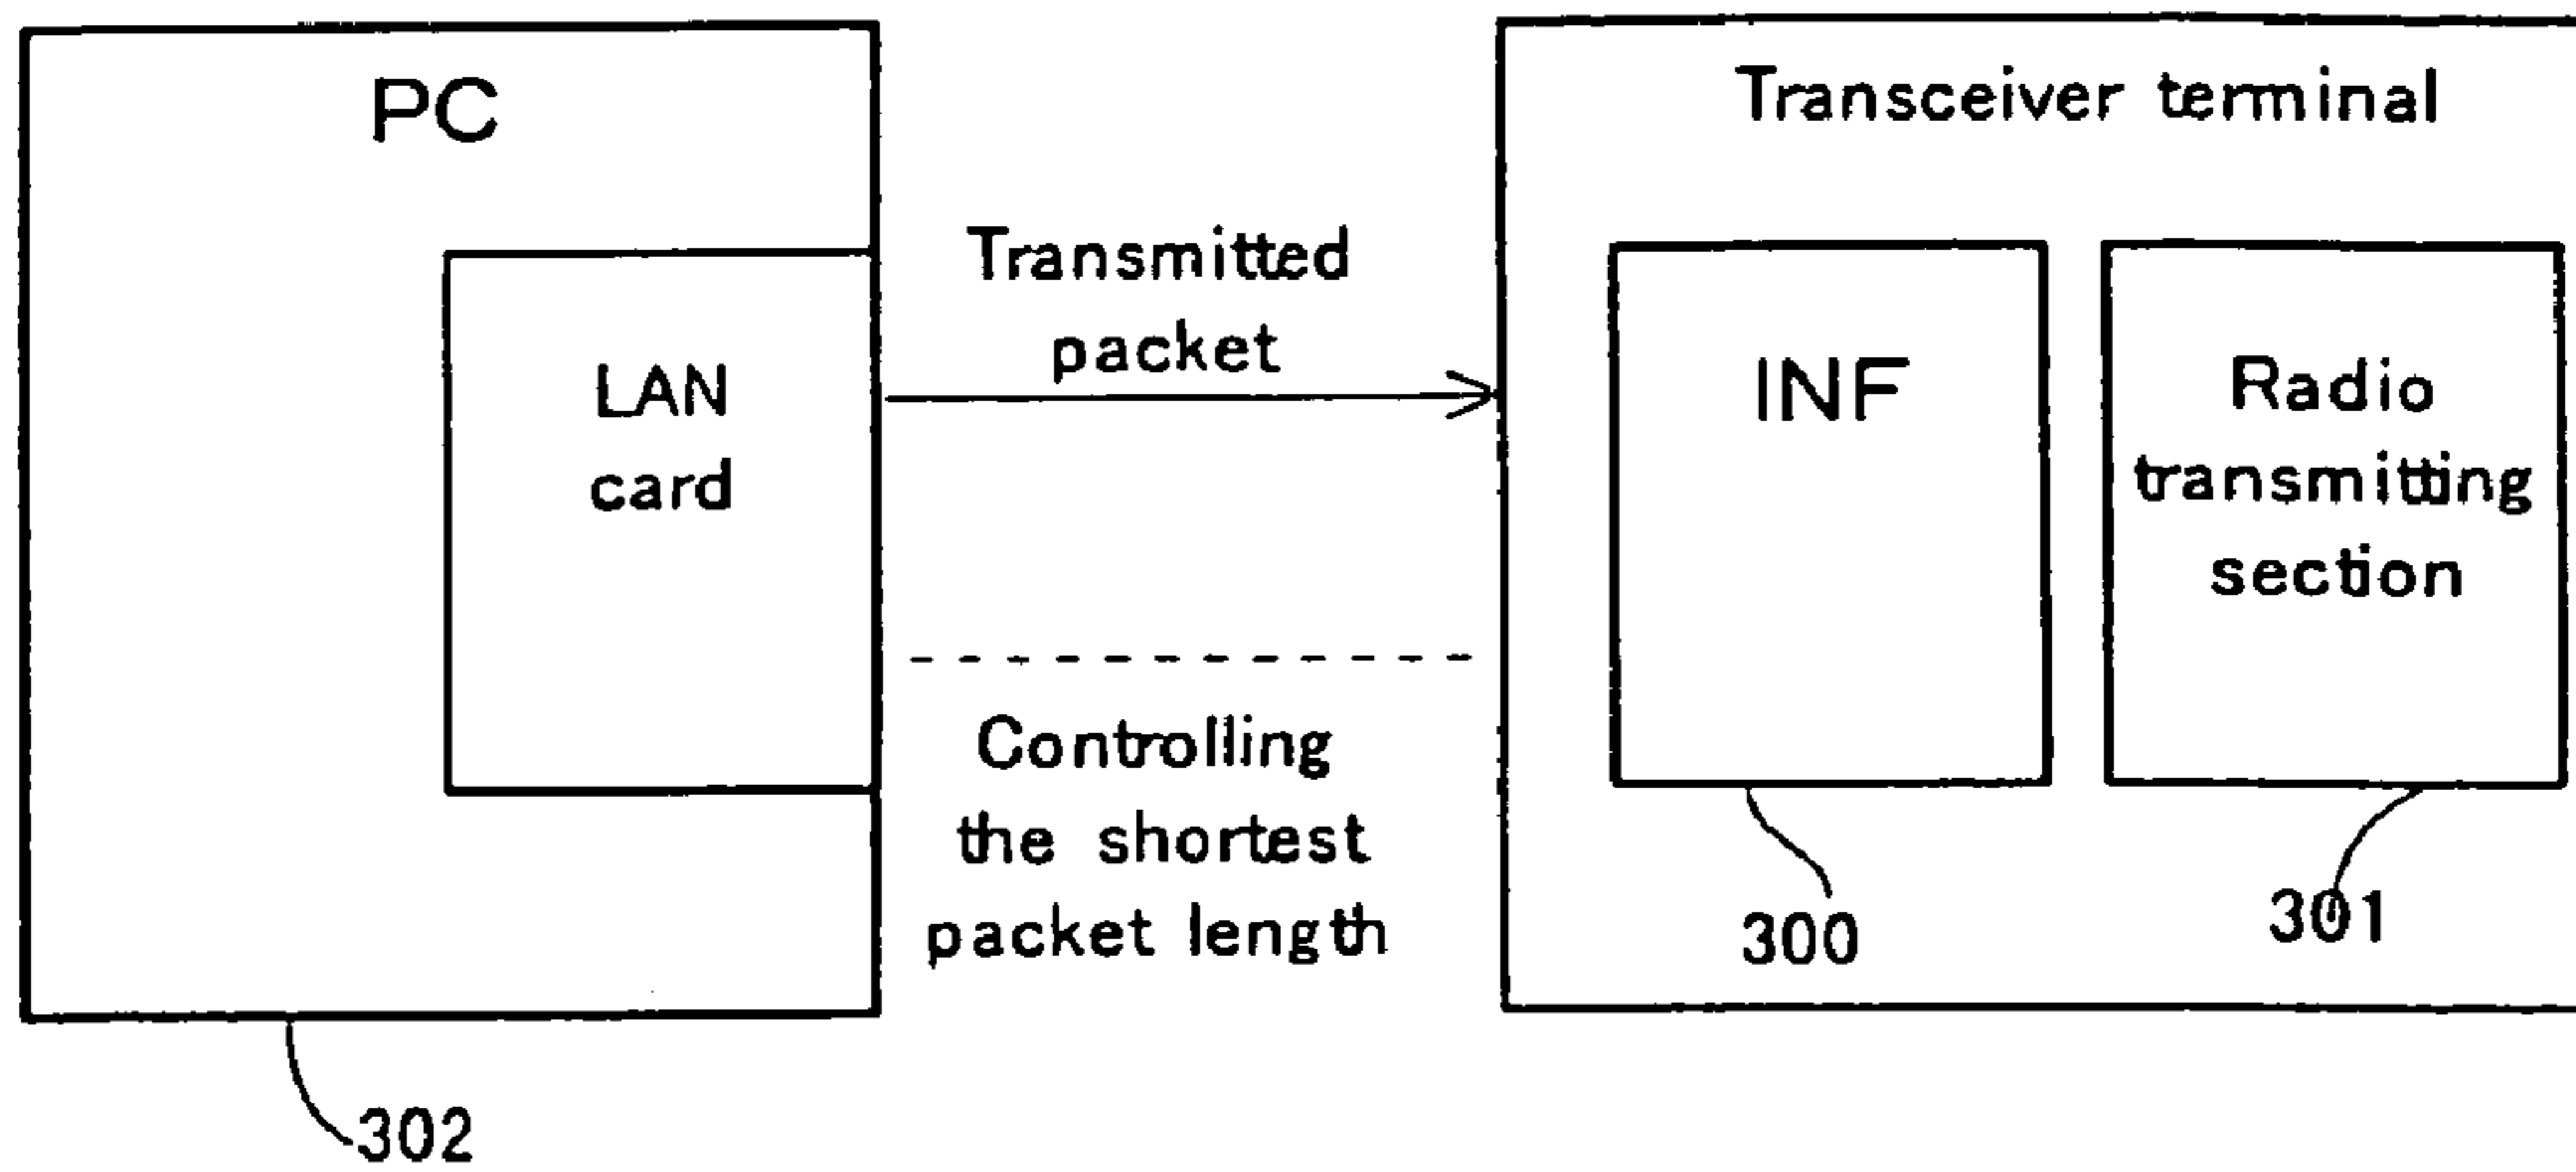 PC
LAN
card
302
Transmitted
packet
Controlling
the shortest
packet length
Transceiver terminal
INF
300
Radio
transmitting
section
301